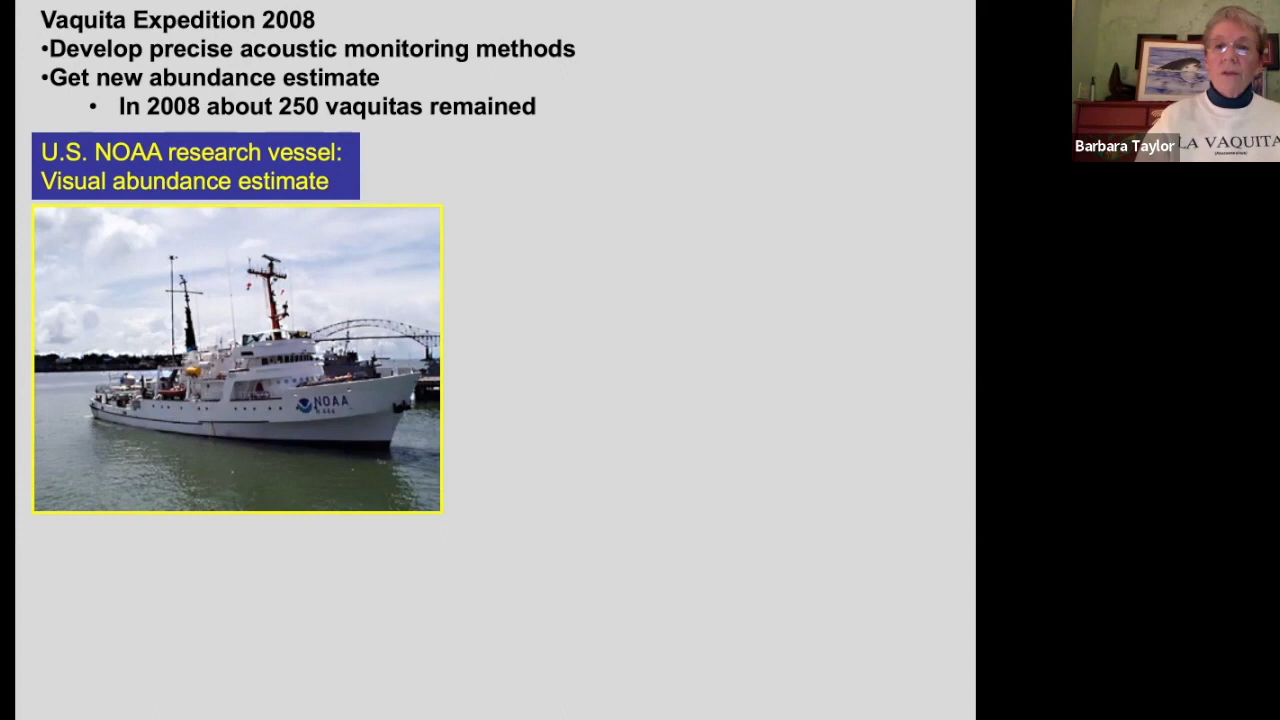 Vaquita Expedition 2008
•Develop precise acoustic monitoring methods
•Get new abundance estimate
• In 2008 about 250 vaquitas remained
U.S. NOAA research vessel:
Visual abundance estimate
NOAA
Barbara Taylor
LA VAQUITA